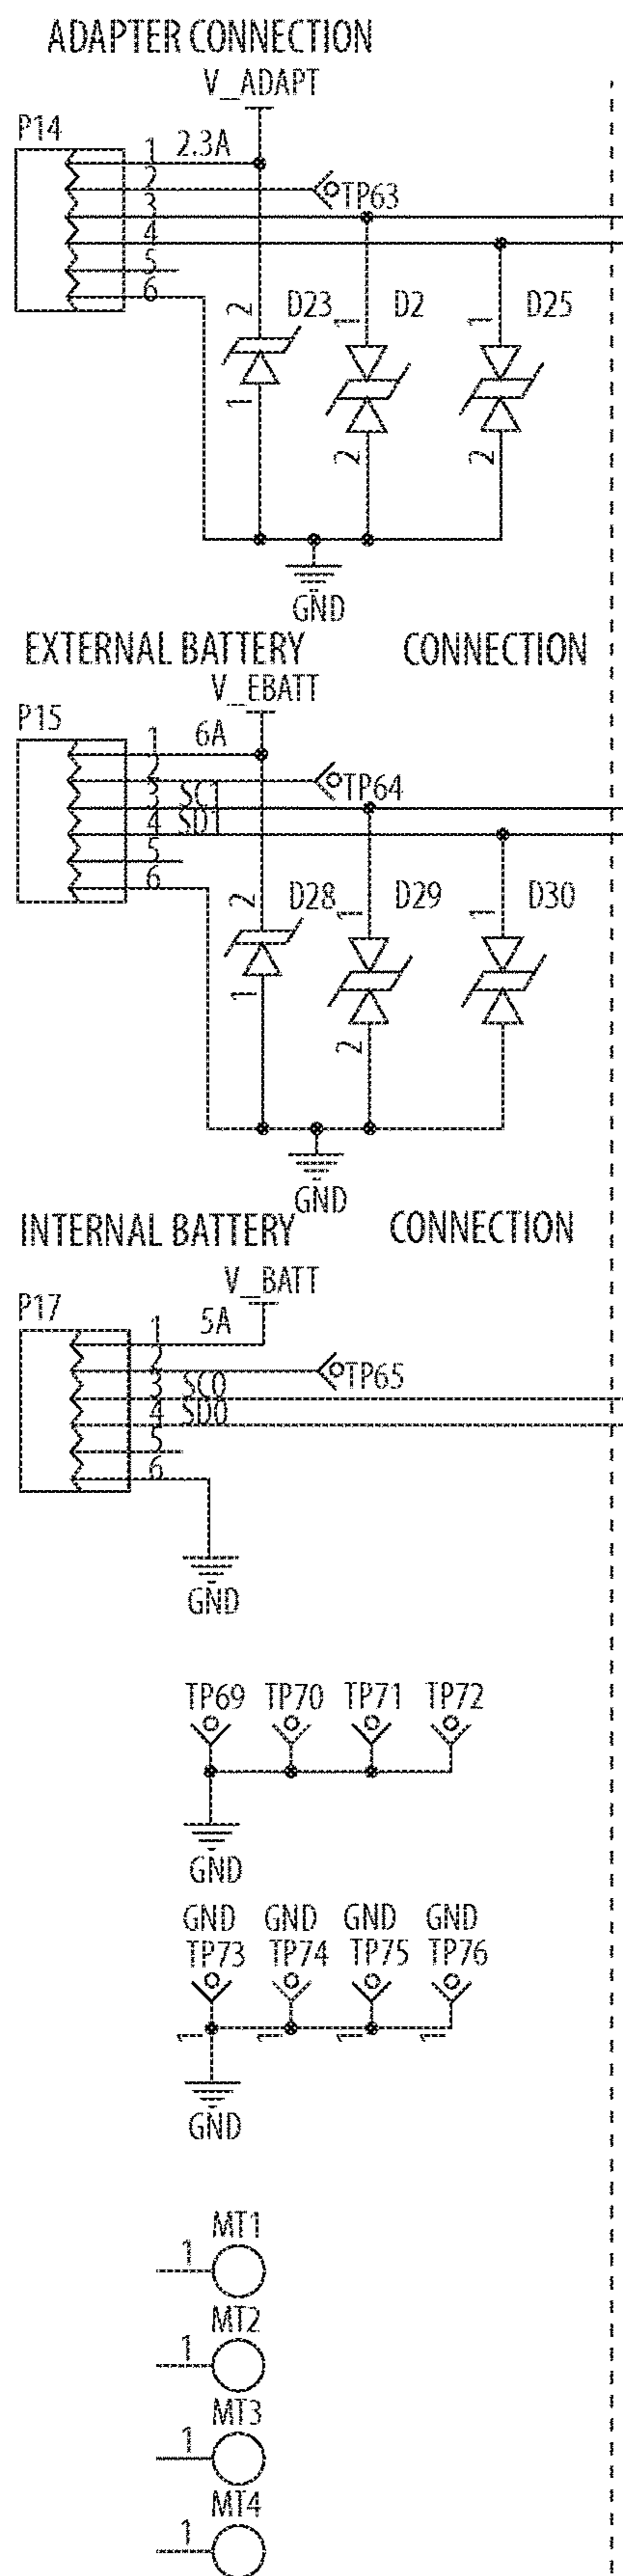 ADAPTER CONNECTION
V_ADAPT
P14
1 2.3A
2
TP63
3
4
5
6
2 D23 1 D2 1 D25
1 2 2
GND
EXTERNAL BATTERY CONNECTION
V_EBATT
P15
1 6A
2
TP64
3 SC1
4 SD1
5
6
2 D28 1 D29 1 D30
1 2
GND
INTERNAL BATTERY CONNECTION
V_BATT
P17
1 5A
2
TP65
3 SC0
4 SD0
5
6
GND
TP69 TP70 TP71 TP72
GND
GND GND GND GND
TP73 TP74 TP75 TP76
1 1 1 1
GND
MT1
1
MT2
1
MT3
1
MT4
1